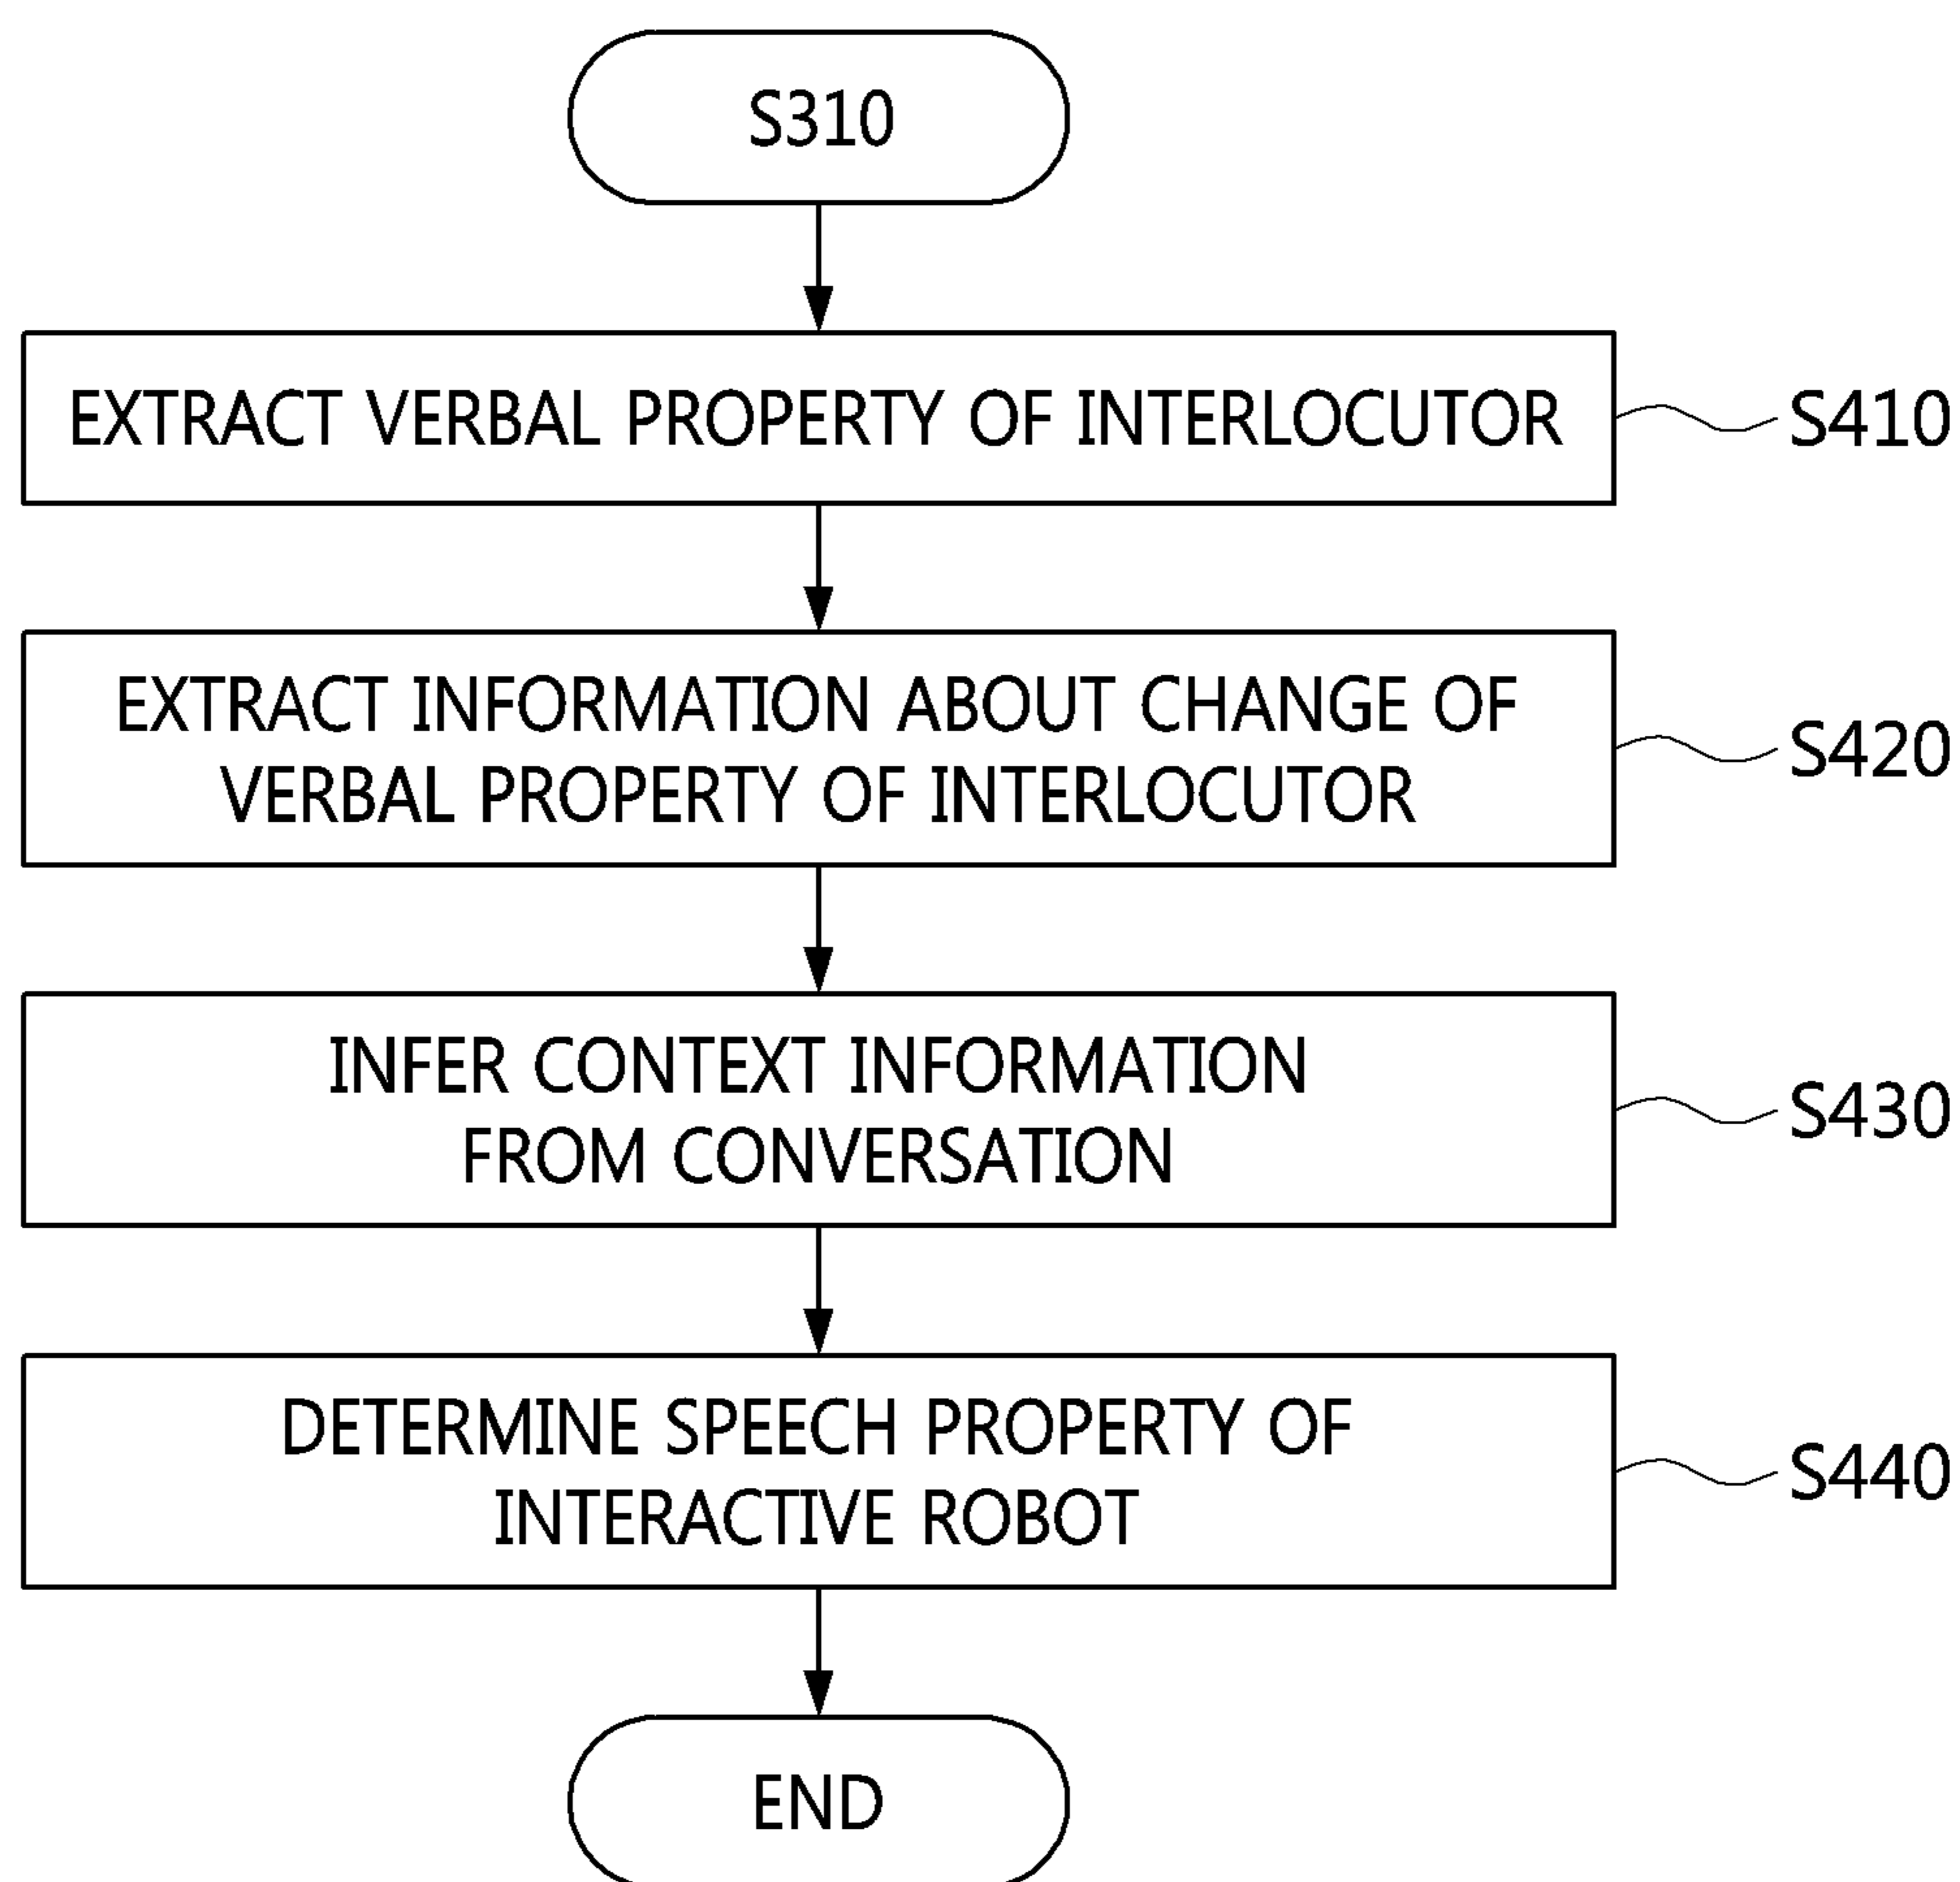 S310
EXTRACT VERBAL PROPERTY OF INTERLOCUTOR
S410
EXTRACT INFORMATION ABOUT CHANGE OF
VERBAL PROPERTY OF INTERLOCUTOR
S420
INFER CONTEXT INFORMATION
FROM CONVERSATION
S430
DETERMINE SPEECH PROPERTY OF
INTERACTIVE ROBOT
S440
END